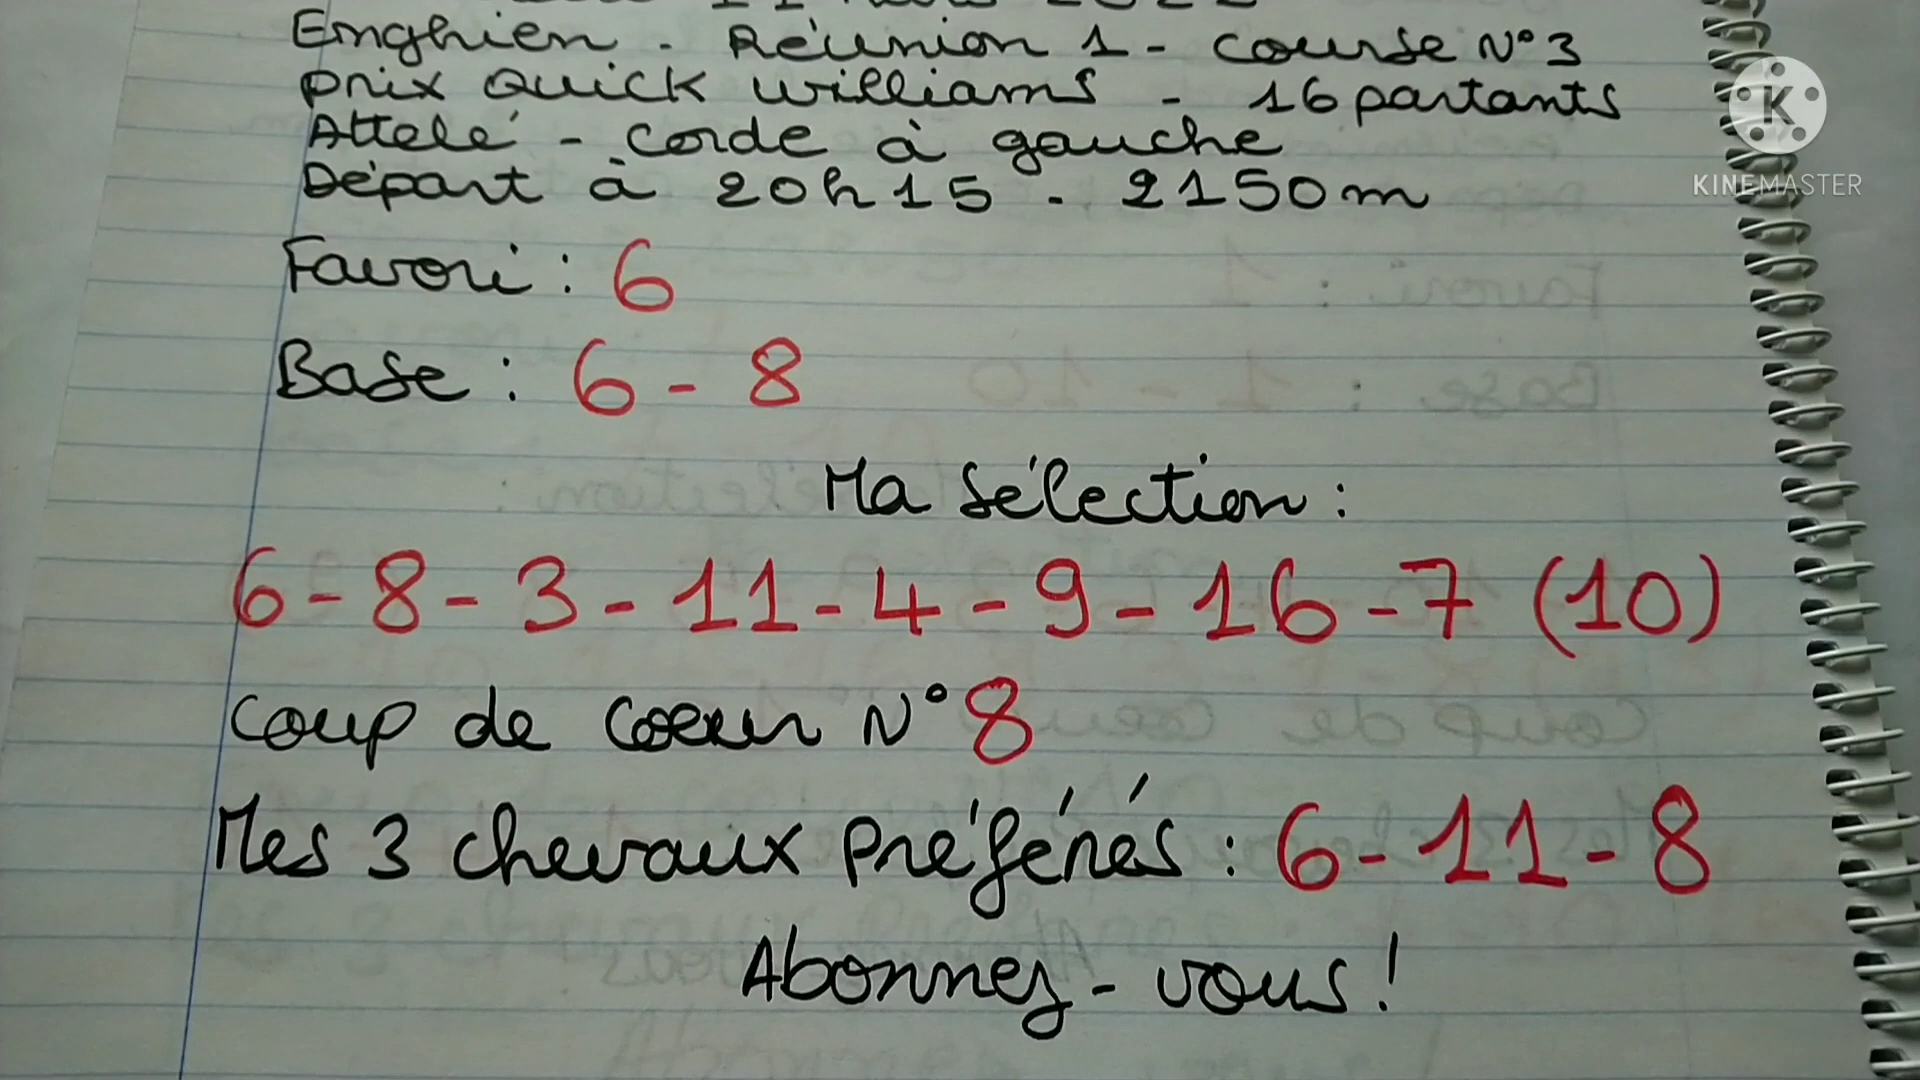 Enghien - Réunion 1 - course N°3
prix Quick Williams - 16 partants
Attelé - corde à gauche
Départ à 20h15 - 2150m
Favori : 6
Base : 6 - 8
Ma sélection :
6 - 8 - 3 - 11 - 4 - 9 - 16 - 7 (10)
coup de coeur N° 8
Mes 3 chevaux préférés : 6 - 11 - 8
Abonnez-vous !
K
KINEMASTER